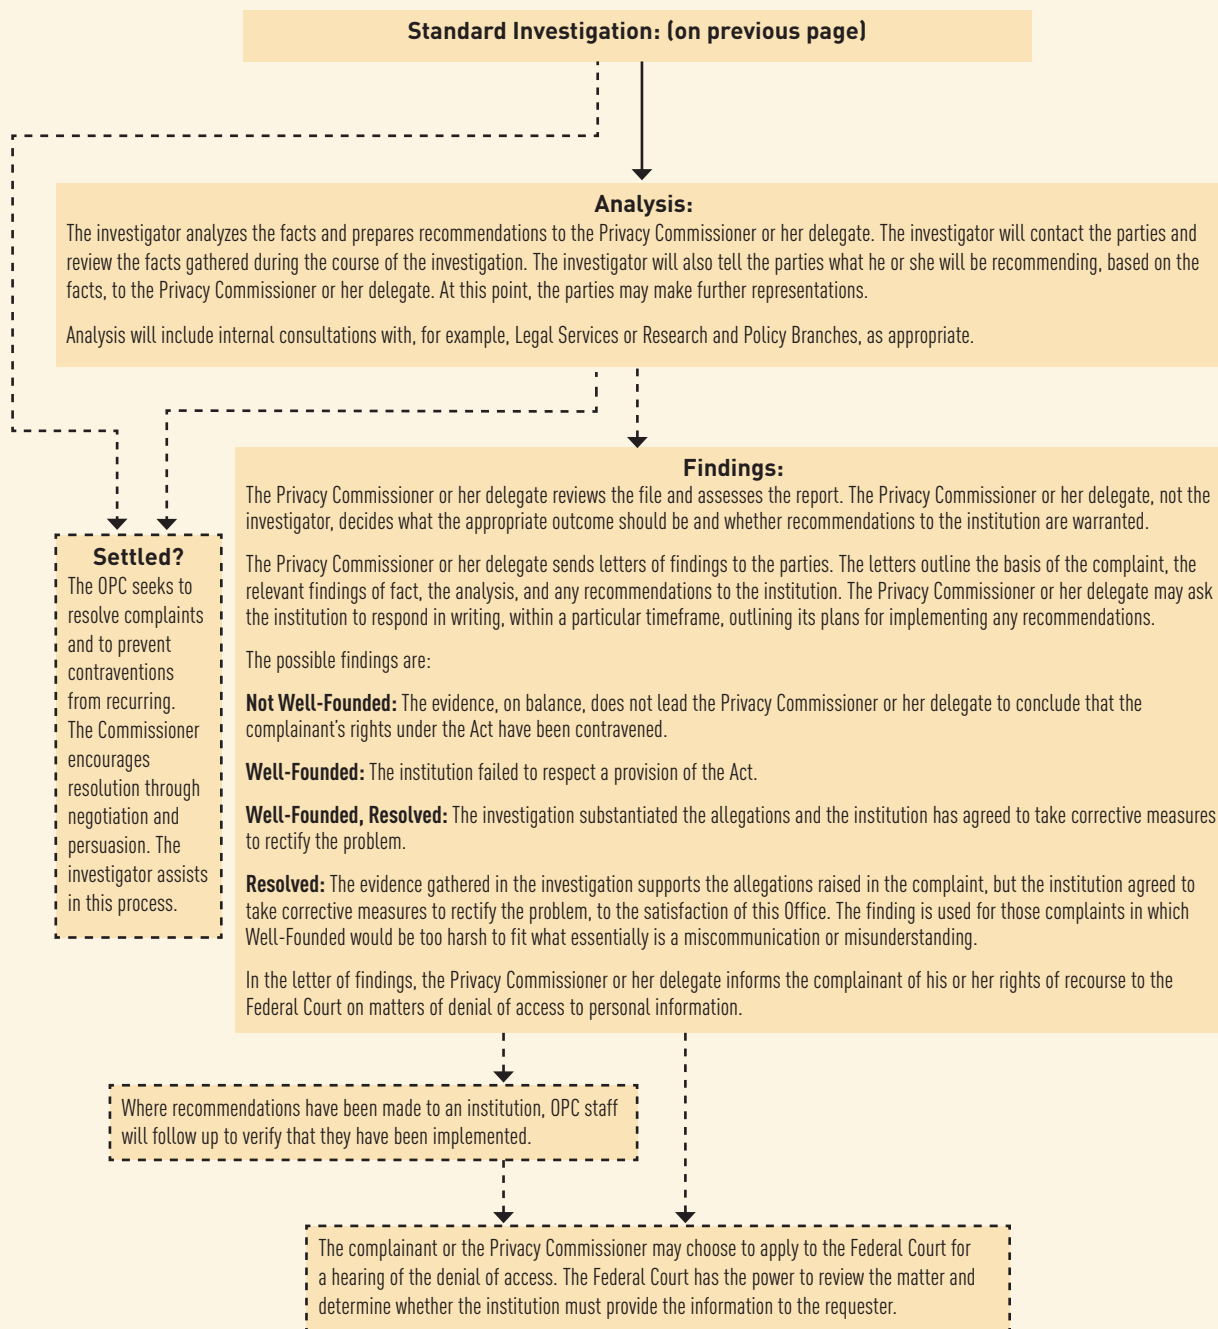 Standard Investigation: (on previous page)
Analysis:
The investigator analyzes the facts and prepares recommendations to the Privacy Commissioner or her delegate. The investigator will contact the parties and
review the facts gathered during the course of the investigation. The investigator will also tell the parties what he or she will be recommending, based on the
facts, to the Privacy Commissioner or her delegate. At this point, the parties may make further representations.
Analysis will include internal consultations with, for example, Legal Services or Research and Policy Branches, as appropriate.
Settled?
The OPC seeks to
resolve complaints
and to prevent
contraventions
from recurring.
The Commissioner
encourages
resolution through
negotiation and
persuasion. The
investigator assists
in this process.
Findings:
The Privacy Commissioner or her delegate reviews the file and assesses the report. The Privacy Commissioner or her delegate, not the
investigator, decides what the appropriate outcome should be and whether recommendations to the institution are warranted.
The Privacy Commissioner or her delegate sends letters of findings to the parties. The letters outline the basis of the complaint, the
relevant findings of fact, the analysis, and any recommendations to the institution. The Privacy Commissioner or her delegate may ask
the institution to respond in writing, within a particular timeframe, outlining its plans for implementing any recommendations.
The possible findings are:
Not Well-Founded: The evidence, on balance, does not lead the Privacy Commissioner or her delegate to conclude that the
complainant's rights under the Act have been contravened.
Well-Founded: The institution failed to respect a provision of the Act.
Well-Founded, Resolved: The investigation substantiated the allegations and the institution has agreed to take corrective measures
to rectify the problem.
Resolved: The evidence gathered in the investigation supports the allegations raised in the complaint, but the institution agreed to
take corrective measures to rectify the problem, to the satisfaction of this Office. The finding is used for those complaints in which
Well-Founded would be too harsh to fit what essentially is a miscommunication or misunderstanding.
In the letter of findings, the Privacy Commissioner or her delegate informs the complainant of his or her rights of recourse to the
Federal Court on matters of denial of access to personal information.
Where recommendations have been made to an institution, OPC staff
will follow up to verify that they have been implemented.
The complainant or the Privacy Commissioner may choose to apply to the Federal Court for
a hearing of the denial of access. The Federal Court has the power to review the matter and
determine whether the institution must provide the information to the requester.